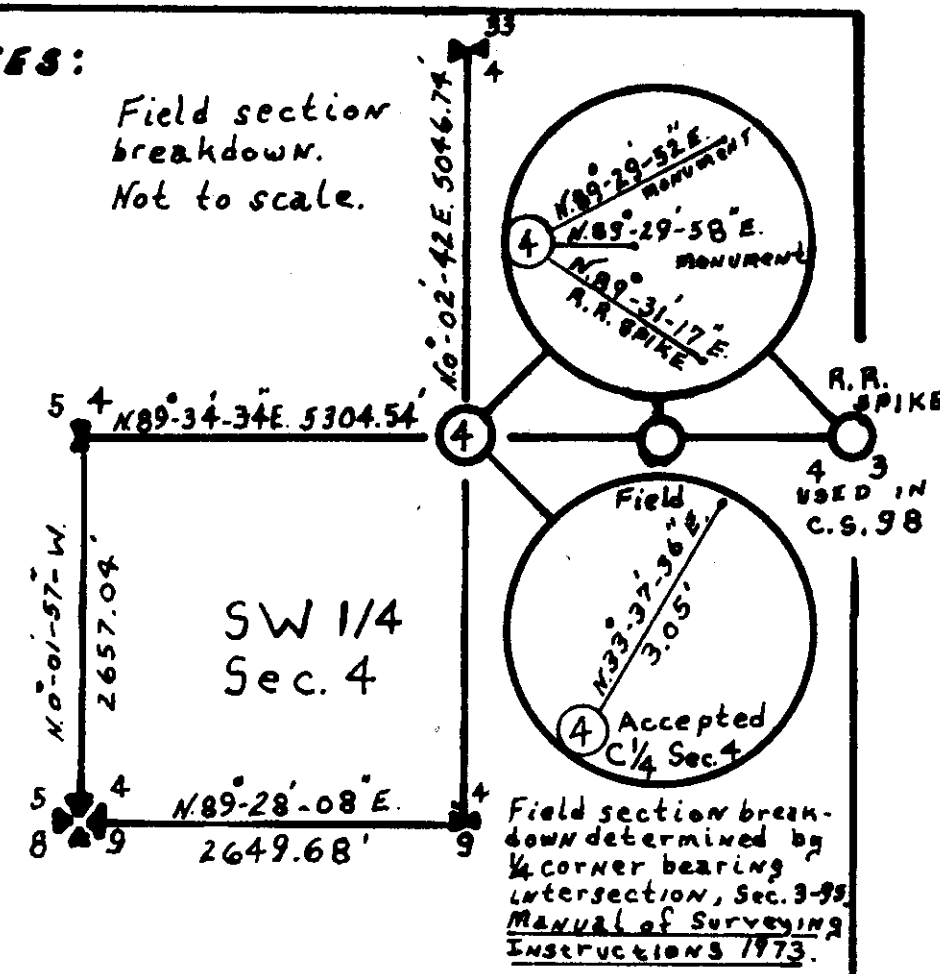 ES:
Field section
breakdown.
Not to scale.
33
4
N.0°-02'-42E. 5046.74'
N.89°-29'-52"E.
MONUMENT
4
N.89°-29'-58"E.
MONUMENT
N.89°-31'-17"E.
R.R. SPIKE
5 4
N.89°-34'-34"E. 5304.54'
4
R.R.
SPIKE
4 3
USED IN
C.S. 98
N.0°-01'-57"-W.
2657.04'
SW 1/4
Sec. 4
Field
N.33°-37'-36"E.
3.05'
4 Accepted
C 1/4 Sec. 4
5 4
8 9
N.89°-28'-08"E.
2649.68'
4
9
Field section break-
down determined by
1/4 corner bearing
intersection, Sec. 3-95,
Manual of Surveying
Instructions 1973.